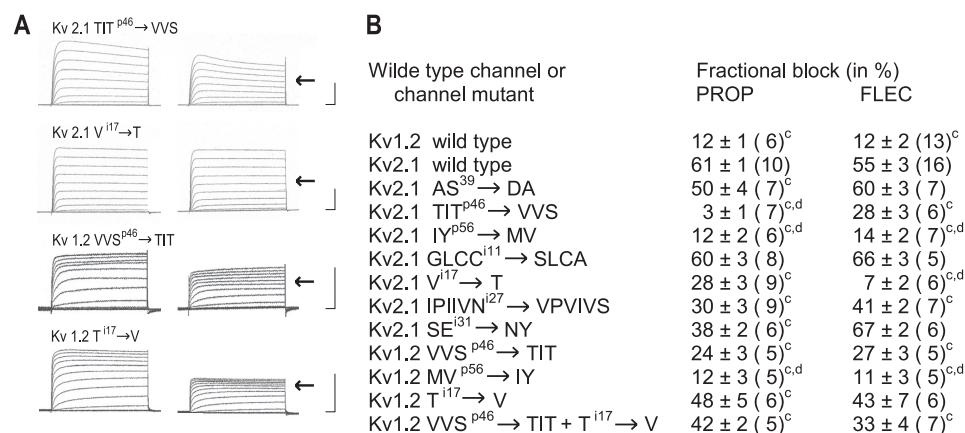 A
Kv 2.1 TIT p46 → VVS
Kv 2.1 V i17 → T
Kv 1.2 VVS p46 → TIT
Kv 1.2 T i17 → V
B
Wilde type channel or channel mutant Fractional block (in %)
PROP FLEC
Kv1.2 wild type 12 ± 1 ( 6)c 12 ± 2 (13)c
Kv2.1 wild type 61 ± 1 (10) 55 ± 3 (16)
Kv2.1 AS39 → DA 50 ± 4 ( 7)c 60 ± 3 ( 7)
Kv2.1 TITp46 → VVS 3 ± 1 ( 7)c,d 28 ± 3 ( 6)c
Kv2.1 IYp56 → MV 12 ± 2 ( 6)c,d 14 ± 2 ( 7)c,d
Kv2.1 GLCCi11 → SLCA 60 ± 3 ( 8) 66 ± 3 ( 5)
Kv2.1 Vi17 → T 28 ± 3 ( 9)c 7 ± 2 ( 6)c,d
Kv2.1 IPIIVNi27 → VPVIVS 30 ± 3 ( 9)c 41 ± 2 ( 7)c
Kv2.1 SEi31 → NY 38 ± 2 ( 6)c 67 ± 2 ( 6)
Kv1.2 VVSp46 → TIT 24 ± 3 ( 5)c 27 ± 3 ( 5)c
Kv1.2 MVp56 → IY 12 ± 3 ( 5)c,d 11 ± 3 ( 5)c,d
Kv1.2 Ti17 → V 48 ± 5 ( 6)c 43 ± 7 ( 6)
Kv1.2 VVSp46 → TIT + Ti17 → V 42 ± 2 ( 5)c 33 ± 4 ( 7)c